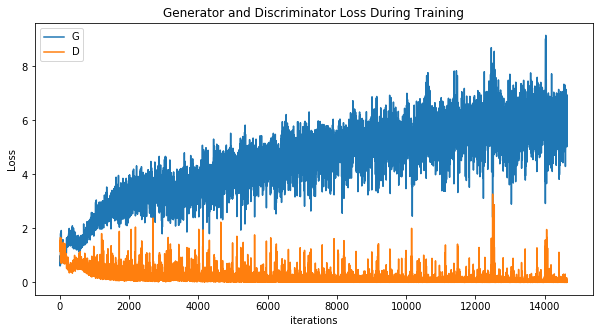 Generator and Discriminator Loss During Training
G
D
Loss
8
6
4
2
0
0 2000 4000 6000 8000 10000 12000 14000
iterations